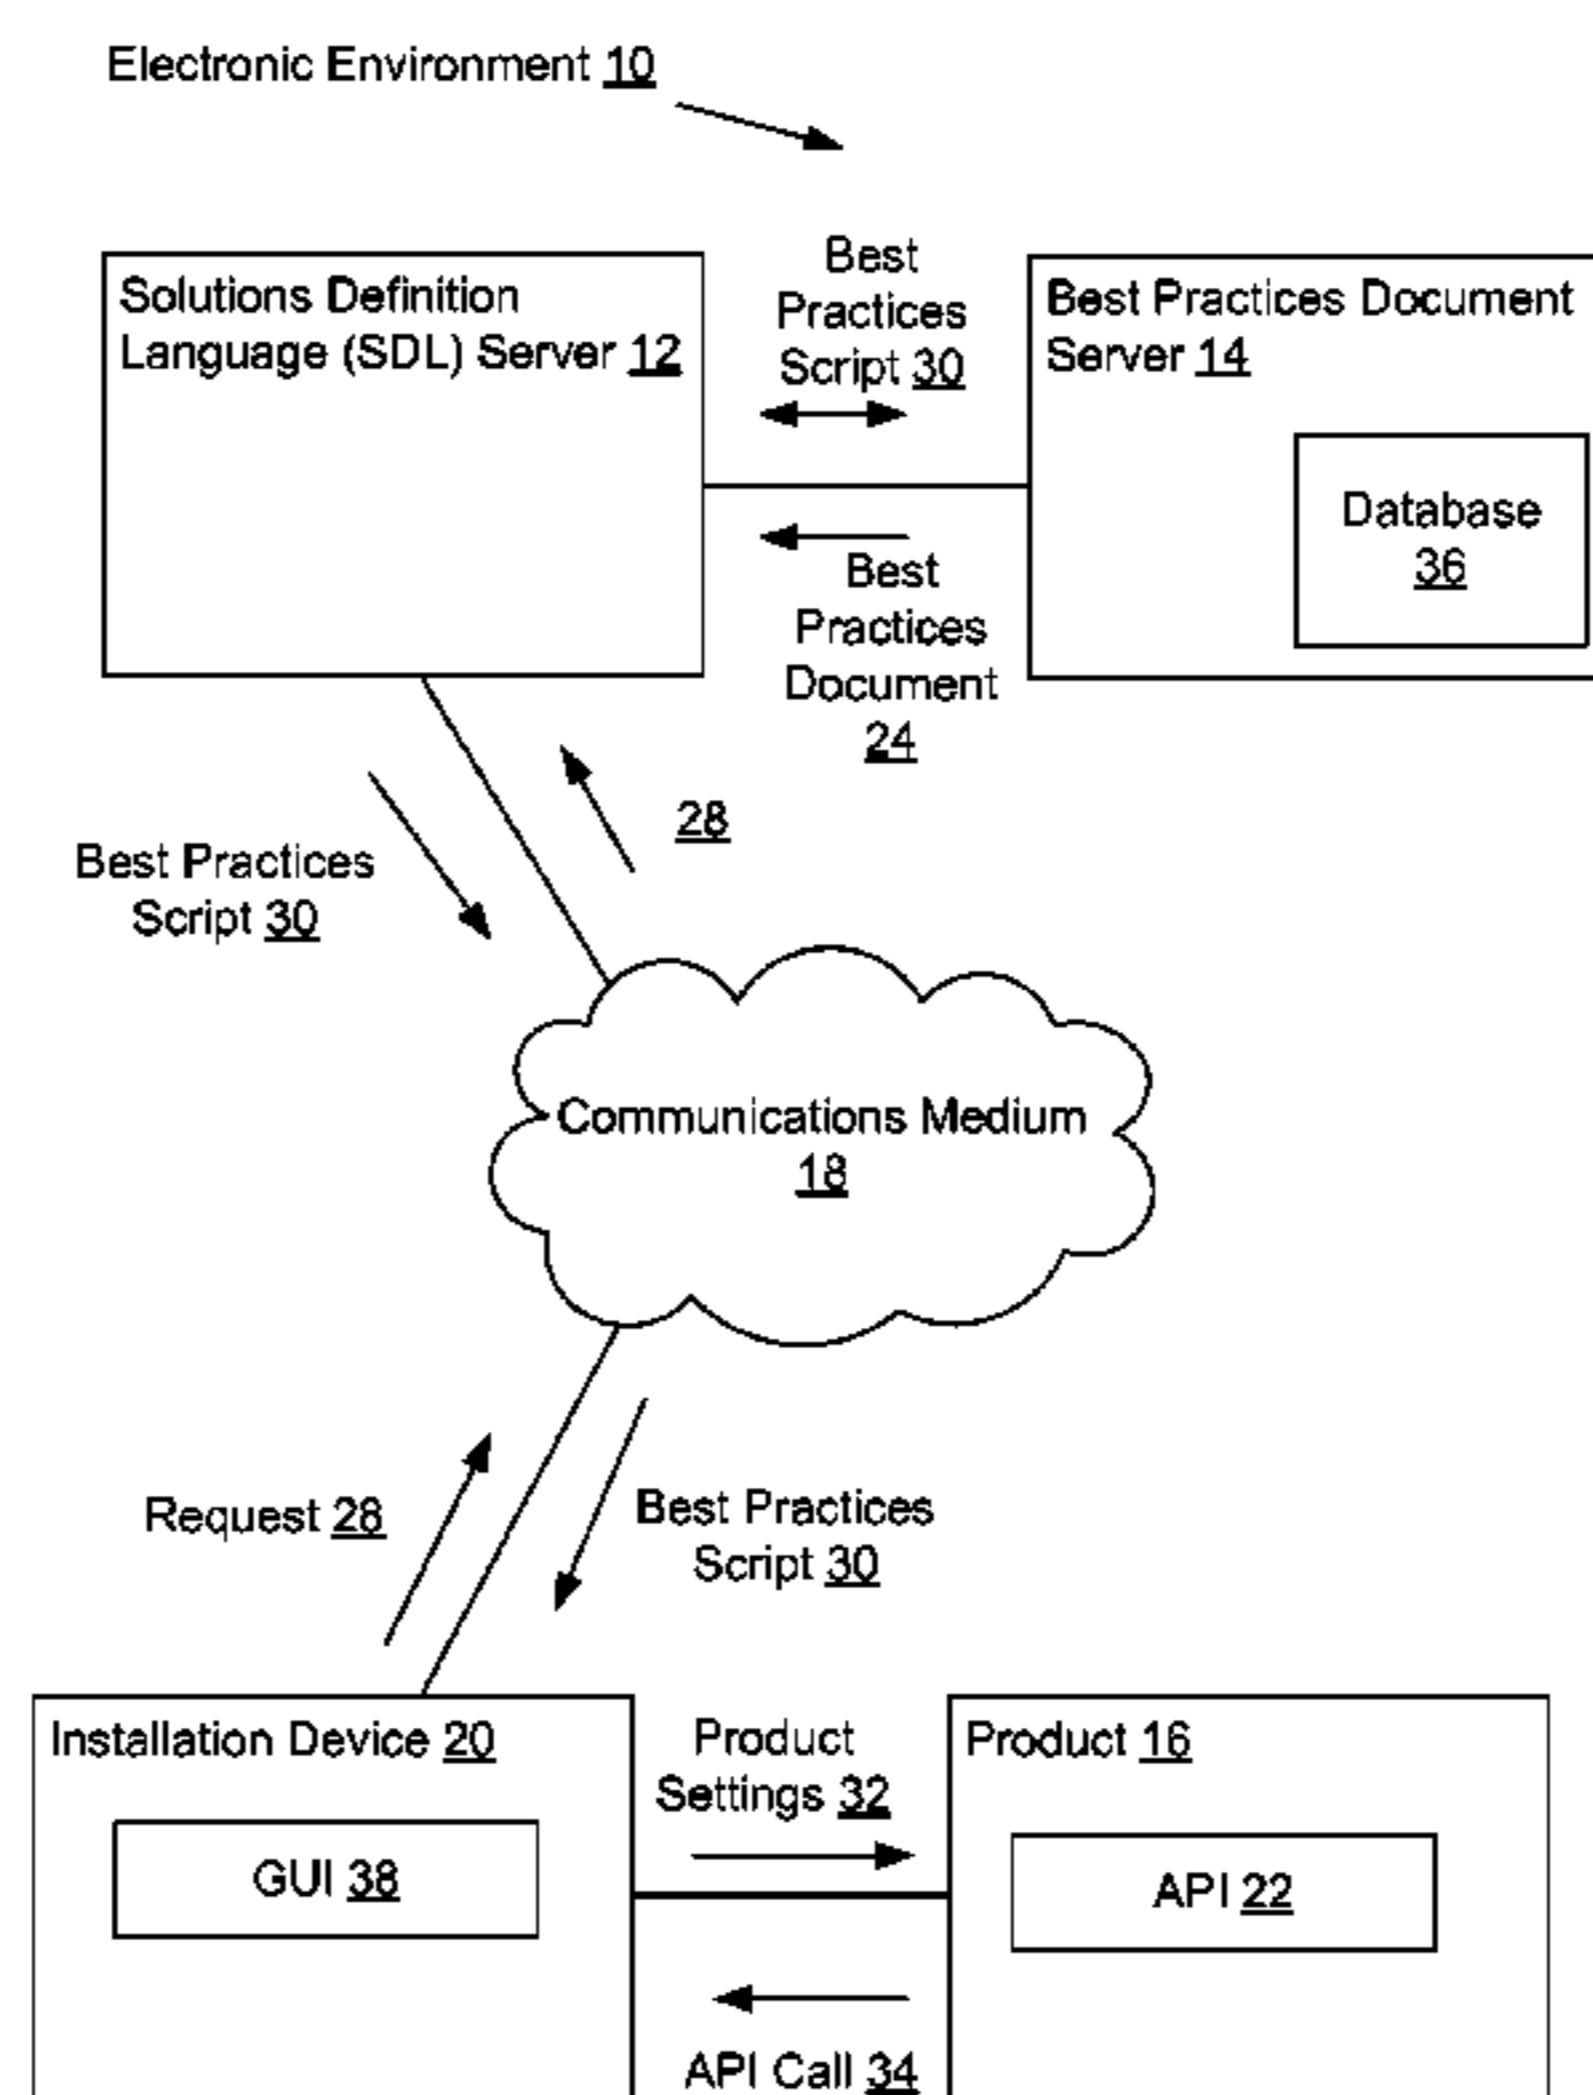 Electronic Environment 10
Solutions Definition
Language (SDL) Server 12
Best
Practices
Script 30
Best Practices Document
Server 14
Database
36
Best
Practices
Document
24
28
Best Practices
Script 30
Communications Medium
18
Request 28
Best Practices
Script 30
Installation Device 20
GUI 38
Product
Settings 32
Product 16
API 22
API Call 34